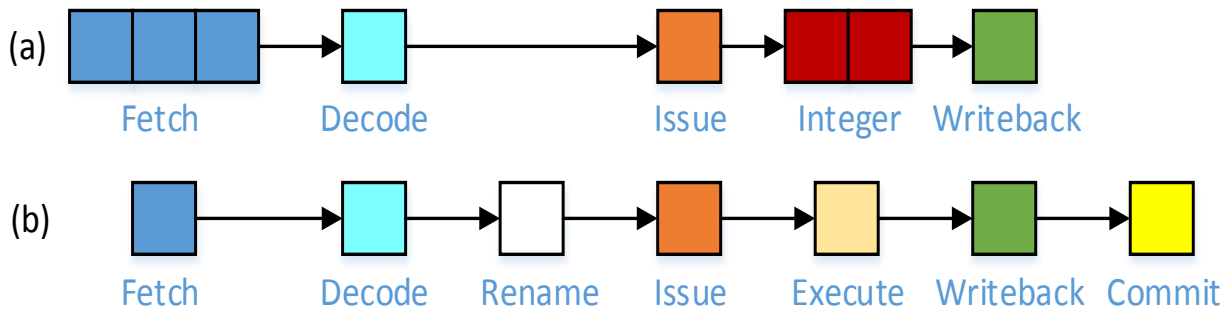 (a)
Fetch Decode Issue Integer Writeback
(b)
Fetch Decode Rename Issue Execute Writeback Commit